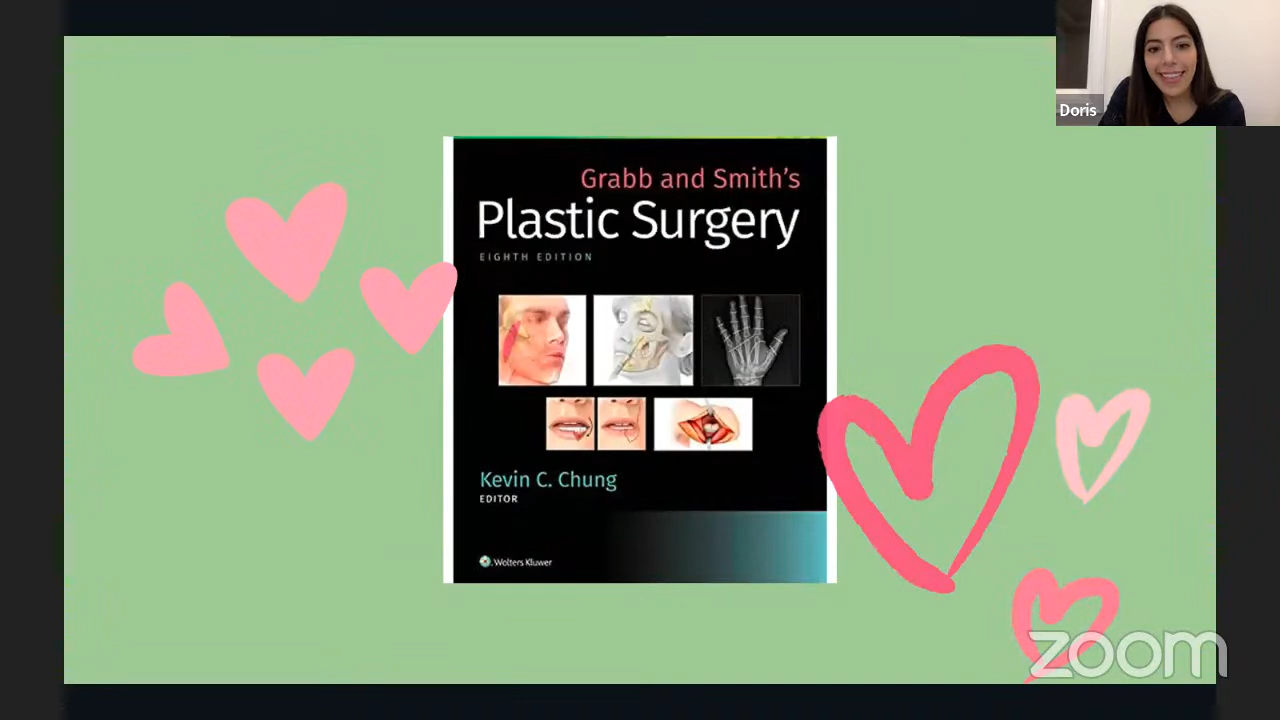 Doris
Grabb and Smith's
Plastic Surgery
EIGHTH EDITION
Kevin C. Chung
EDITOR
Wolters Kluwer
zoom